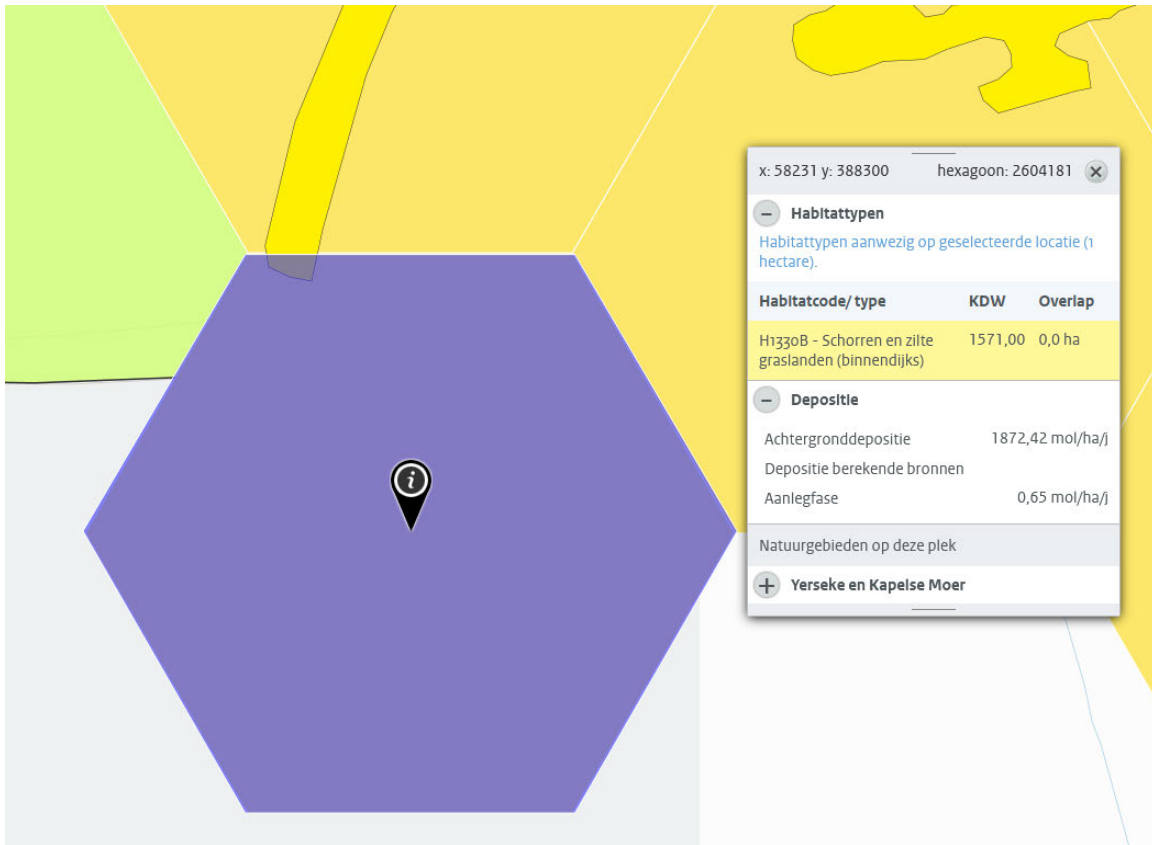 x: 58231 y: 388300 hexagoon: 2604181
Habitattypen
Habitattypen aanwezig op geselecteerde locatie (1
hectare).
Habitatcode/ type KDW Overlap
H1330B - Schorren en zilte 1571,00 0,0 ha
graslanden (binnendijks)
Depositie
Achtergronddepositie 1872,42 mol/ha/j
Depositie berekende bronnen
Aanlegfase 0,65 mol/ha/j
Natuurgebieden op deze plek
Yerseke en Kapelse Moer
i